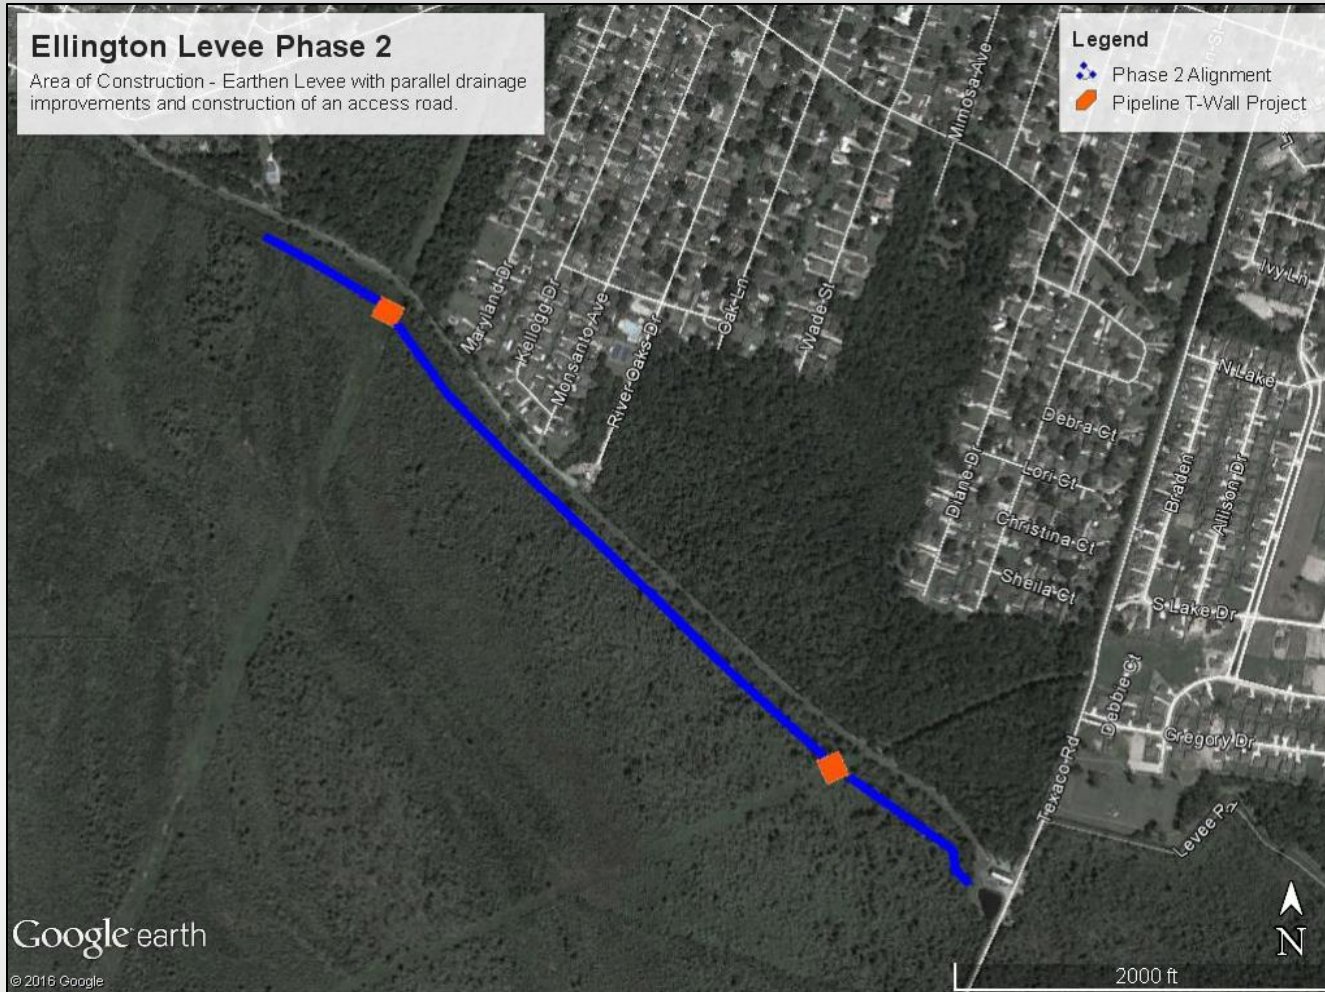 Ellington Levee Phase 2
Area of Construction - Earthen Levee with parallel drainage
improvements and construction of an access road.
Legend
Phase 2 Alignment
Pipeline T-Wall Project
Mimosa Ave
Ivy Ln
Maryland Dr
Kellogg Dr
Monsanto Ave
River Oaks Dr
Oak Ln
Wade St
N Lake
Debra Ct
Lori Ct
Diane Dr
Christina Ct
Sheila Ct
Braden
Allison Dr
S Lake Dr
Debbie Ct
Gregory Dr
Texaco Rd
Levee Rd
Google earth
© 2016 Google
N
2000 ft